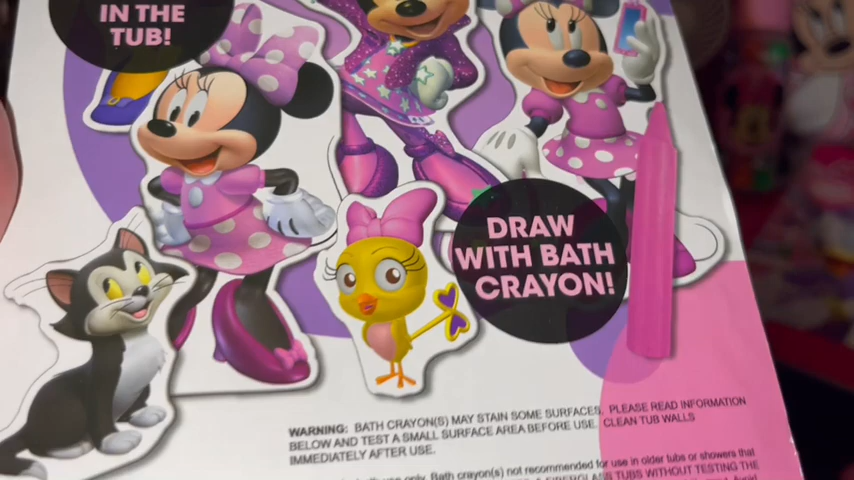 IN THE
TUB!
DRAW
WITH BATH
CRAYON!
WARNING: BATH CRAYON(S) MAY STAIN SOME SURFACES. PLEASE READ INFORMATION
BELOW AND TEST A SMALL SURFACE AREA BEFORE USE. CLEAN TUB WALLS
IMMEDIATELY AFTER USE.
only. Bath crayon(s) not recommended for use in older tubs or showers that
TUBS WITHOUT TESTING THE